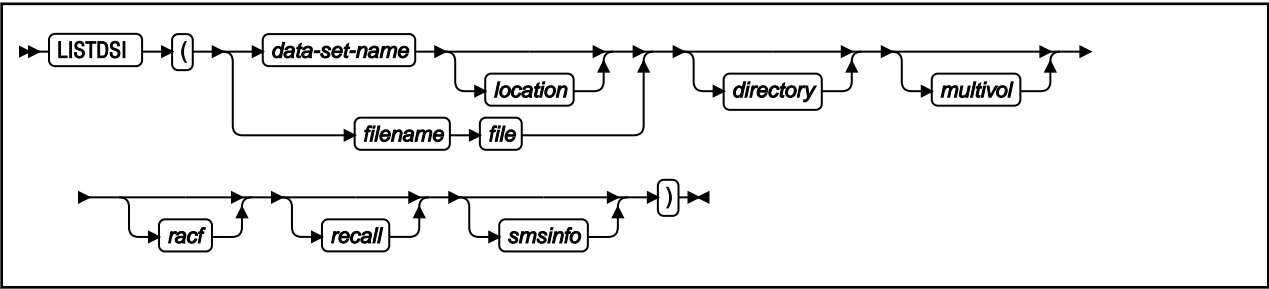 LISTDSI ( data-set-name
location directory multivol
filename file
racf recall smsinfo )